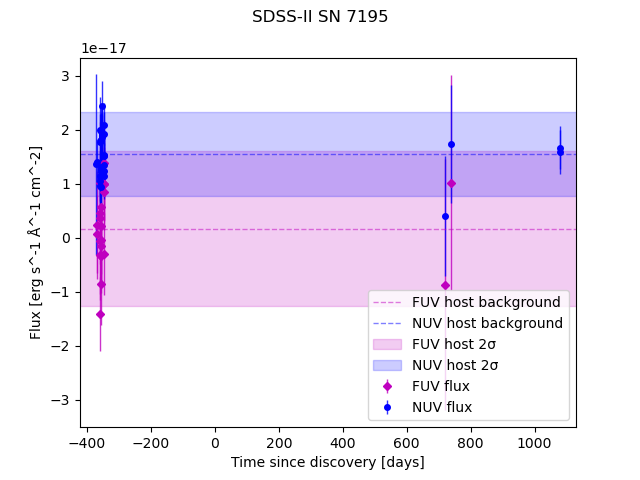 SDSS-II SN 7195
1e−17
3
2
1
0
−1
−2
−3
Flux [erg s^-1 Å^-1 cm^-2]
FUV host background
NUV host background
FUV host 2σ
NUV host 2σ
FUV flux
NUV flux
−400 −200 0 200 400 600 800 1000
Time since discovery [days]